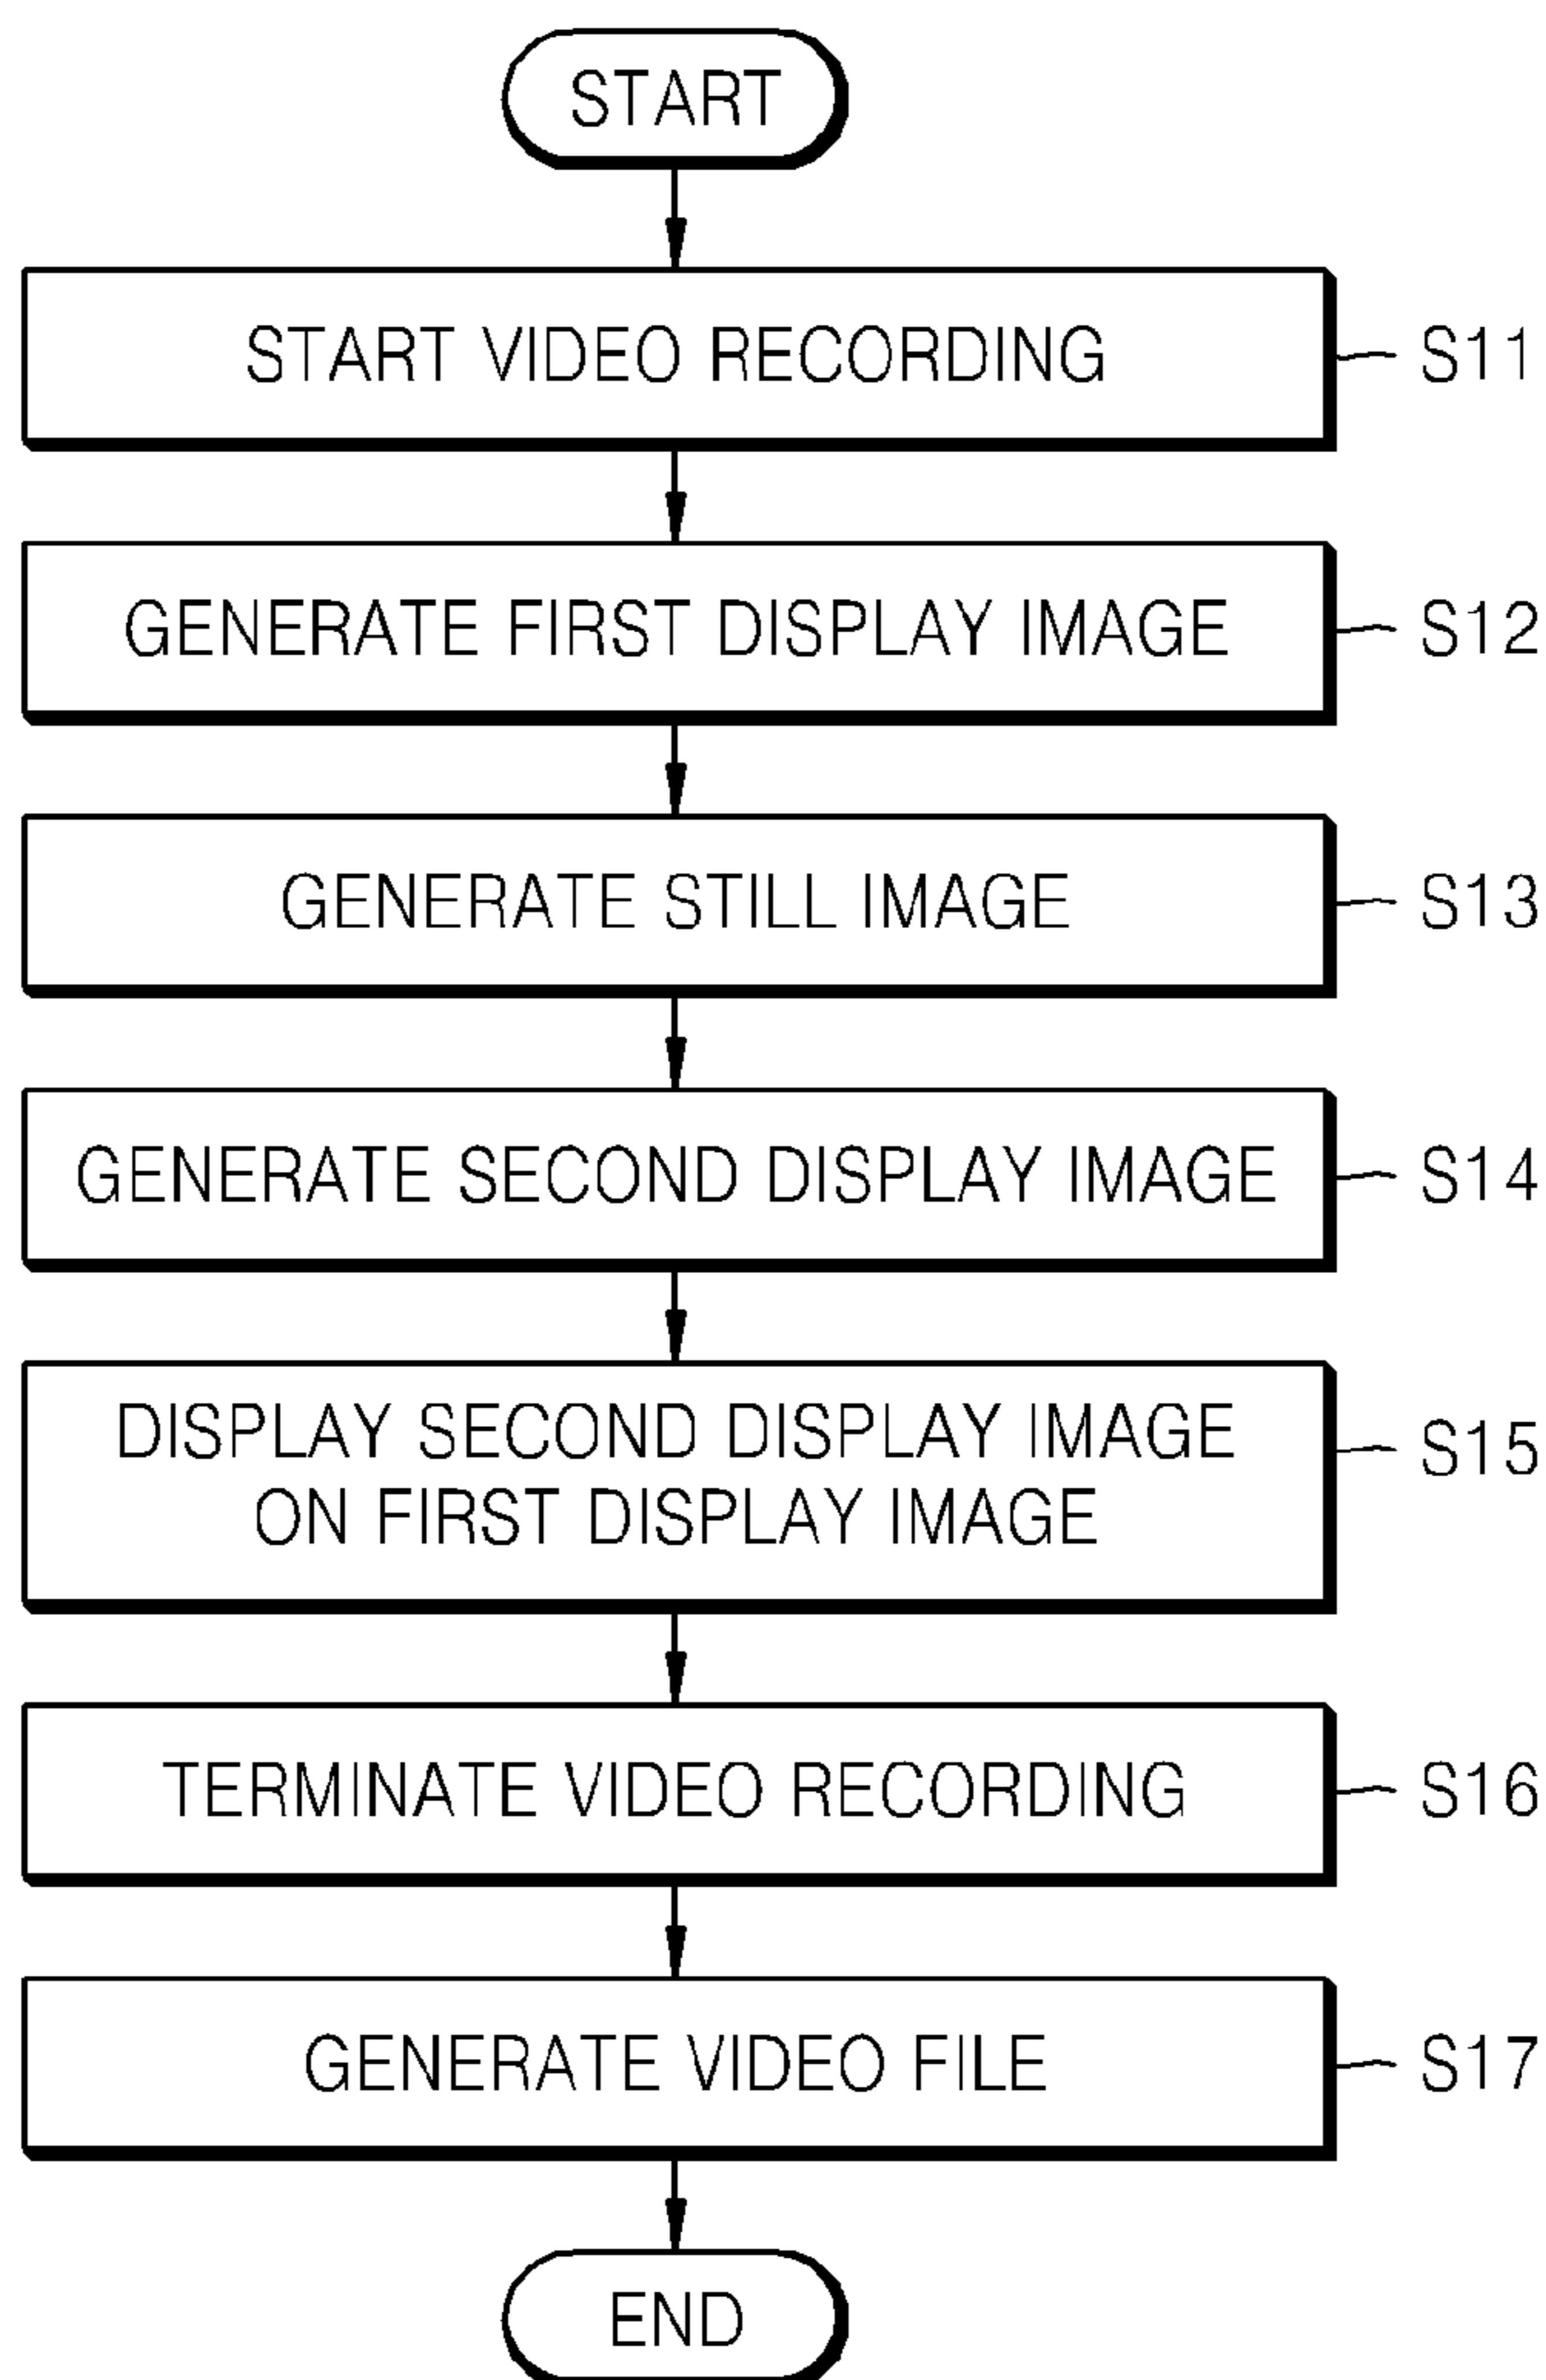 START
START VIDEO RECORDING
S11
GENERATE FIRST DISPLAY IMAGE
S12
GENERATE STILL IMAGE
S13
GENERATE SECOND DISPLAY IMAGE
S14
DISPLAY SECOND DISPLAY IMAGE
ON FIRST DISPLAY IMAGE
S15
TERMINATE VIDEO RECORDING
S16
GENERATE VIDEO FILE
S17
END